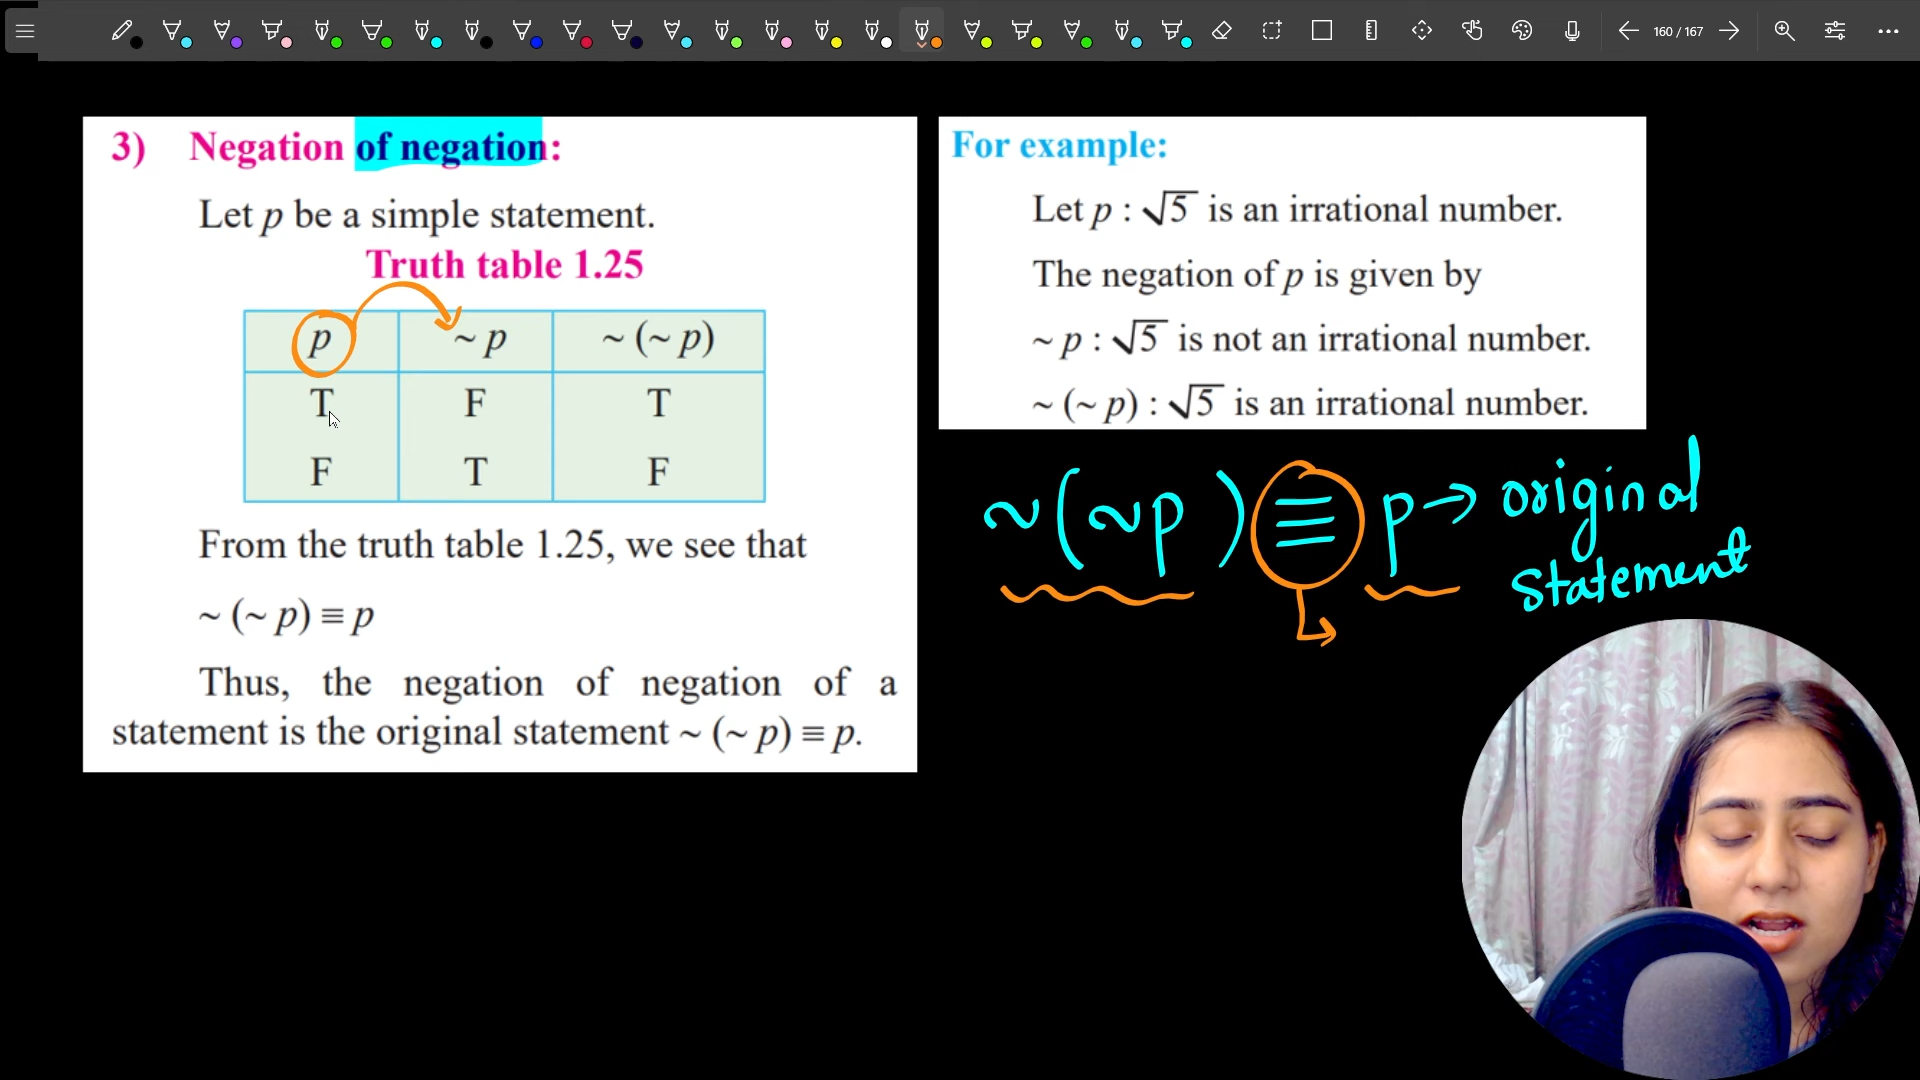 160 / 167
3) Negation of negation:
Let p be a simple statement.
Truth table 1.25
p ~ p ~ (~ p)
T F T
F T F
From the truth table 1.25, we see that
~ (~ p) ≡ p
Thus, the negation of negation of a
statement is the original statement ~ (~ p) ≡ p.
For example:
Let p : √5 is an irrational number.
The negation of p is given by
~ p : √5 is not an irrational number.
~ (~ p) : √5 is an irrational number.
~(~p) ≡ p → original
statement